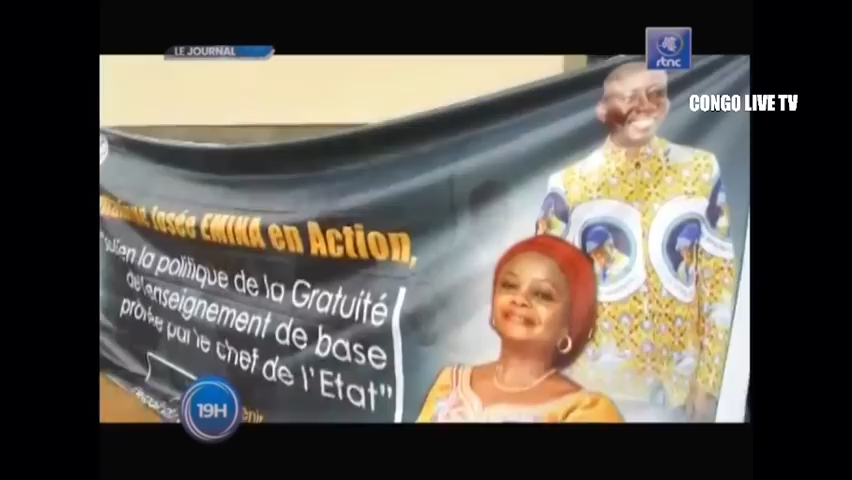 LE JOURNAL
rtnc
CONGO LIVE TV
Josée EMINA en Action,
la politique de la Gratuité
de l'enseignement de base
par le chef de l'Etat"
19H